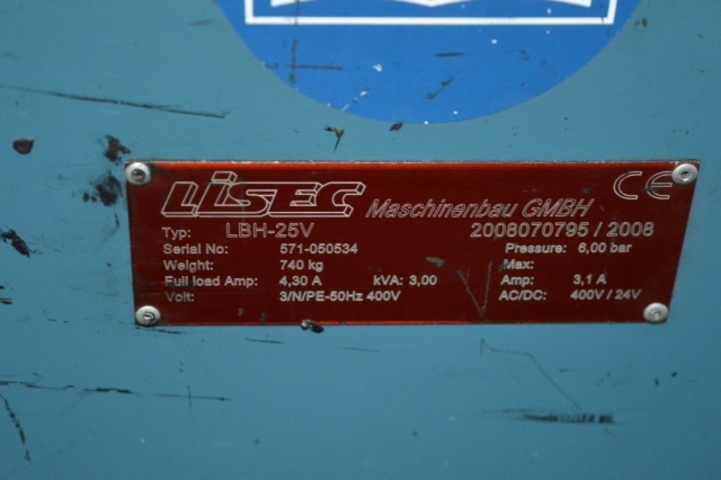 LiSEC Maschinenbau GMBH CE
Typ: LBH-25V 2008070795 / 2008
Serial No: 571-050534 Pressure: 6,00 bar
Weight: 740 kg Max:
Full load Amp: 4,30 A kVA: 3,00 Amp: 3,1 A
Volt: 3/N/PE-50Hz 400V AC/DC: 400V / 24V